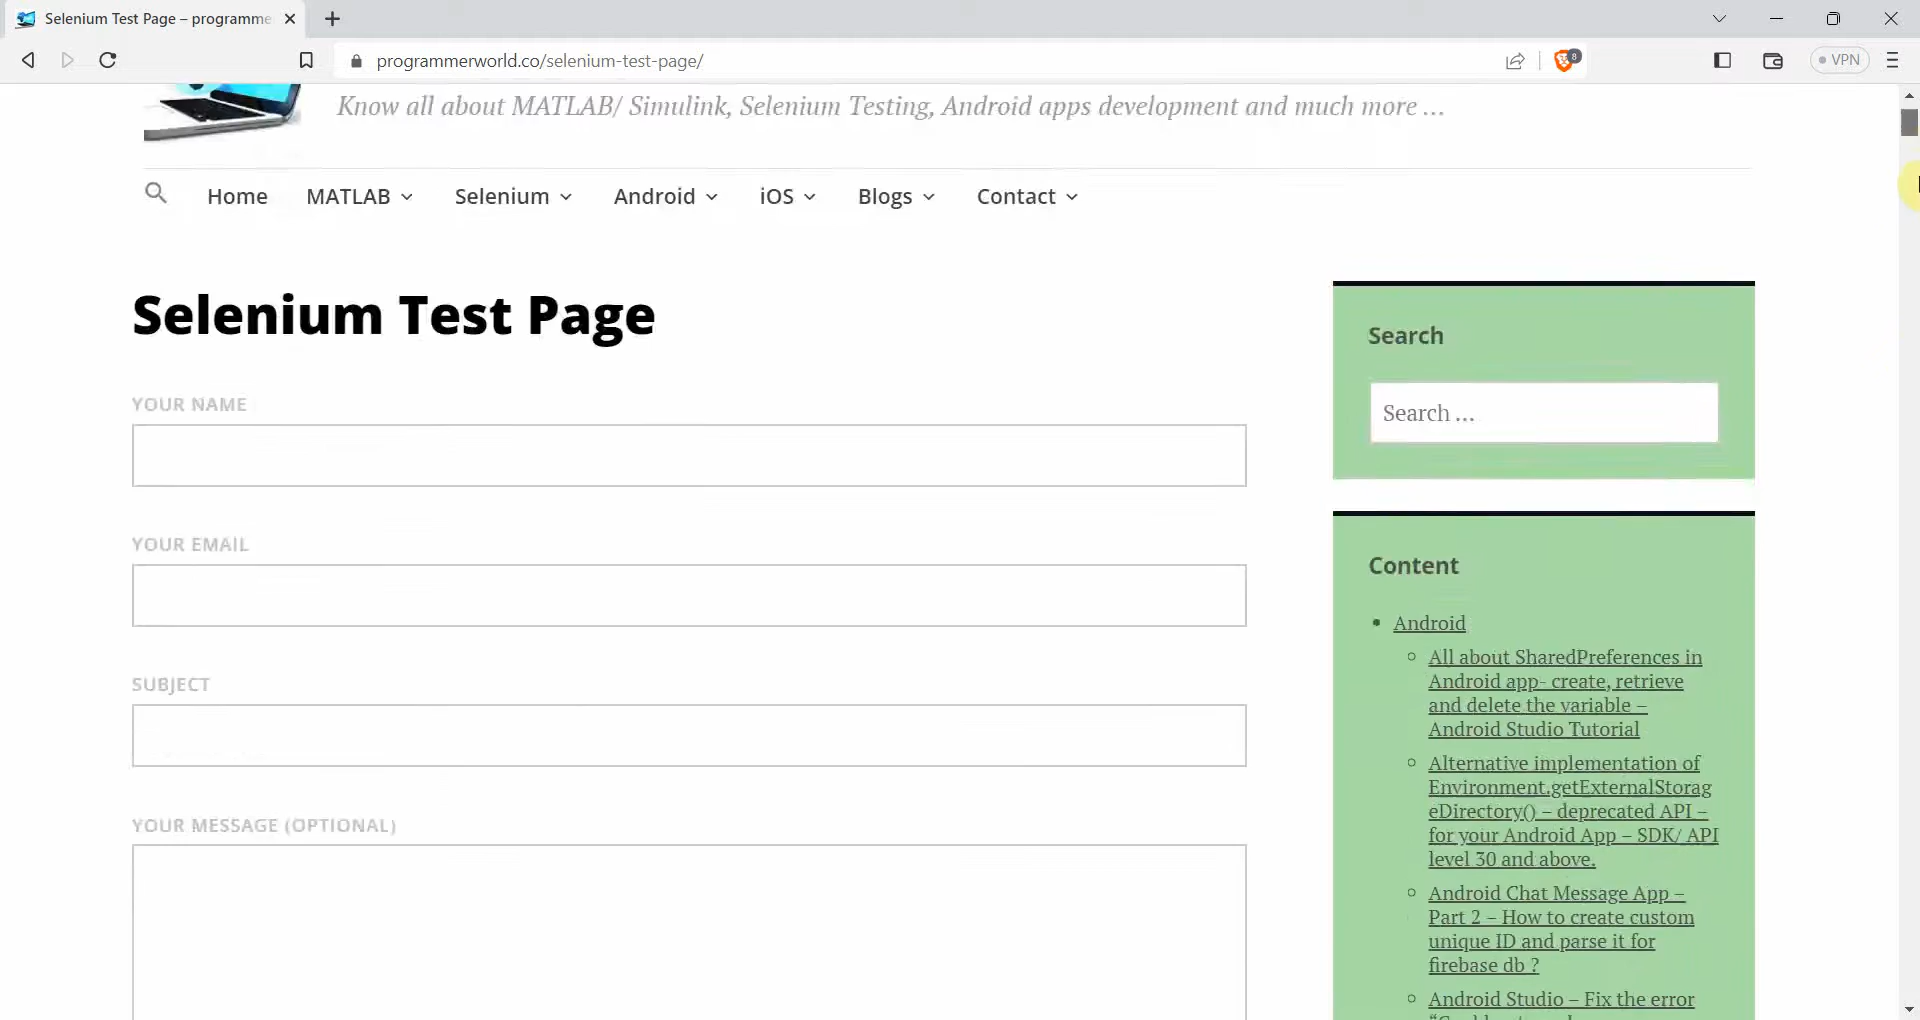 Selenium Test Page – programme
programmerworld.co/selenium-test-page/
8
VPN
Know all about MATLAB/ Simulink, Selenium Testing, Android apps development and much more …
Home MATLAB Selenium Android iOS Blogs Contact
Selenium Test Page
YOUR NAME
YOUR EMAIL
SUBJECT
YOUR MESSAGE (OPTIONAL)
Search
Search …
Content
Android
All about SharedPreferences in
Android app- create, retrieve
and delete the variable –
Android Studio Tutorial
Alternative implementation of
Environment.getExternalStorag
eDirectory() – deprecated API –
for your Android App – SDK/ API
level 30 and above.
Android Chat Message App –
Part 2 – How to create custom
unique ID and parse it for
firebase db ?
Android Studio – Fix the error